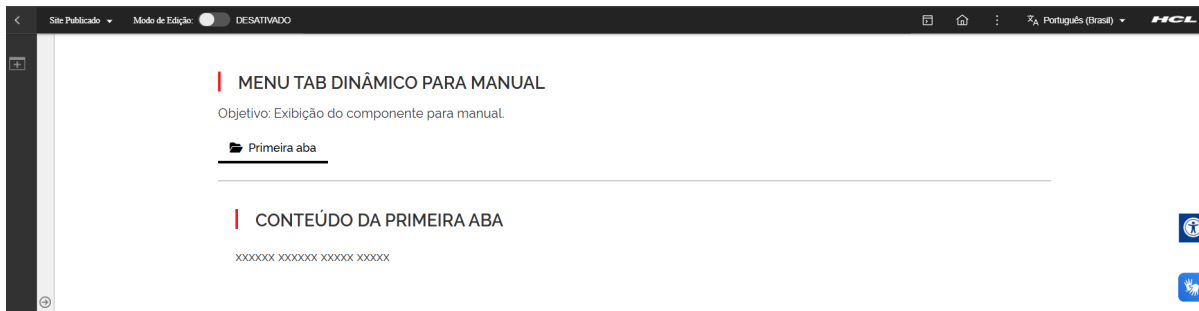 Site Publicado Modo de Edição: DESATIVADO Português (Brasil) HCL
MENU TAB DINÂMICO PARA MANUAL
Objetivo: Exibição do componente para manual.
Primeira aba
CONTEÚDO DA PRIMEIRA ABA
xxxxxx xxxxxx xxxxx xxxxx